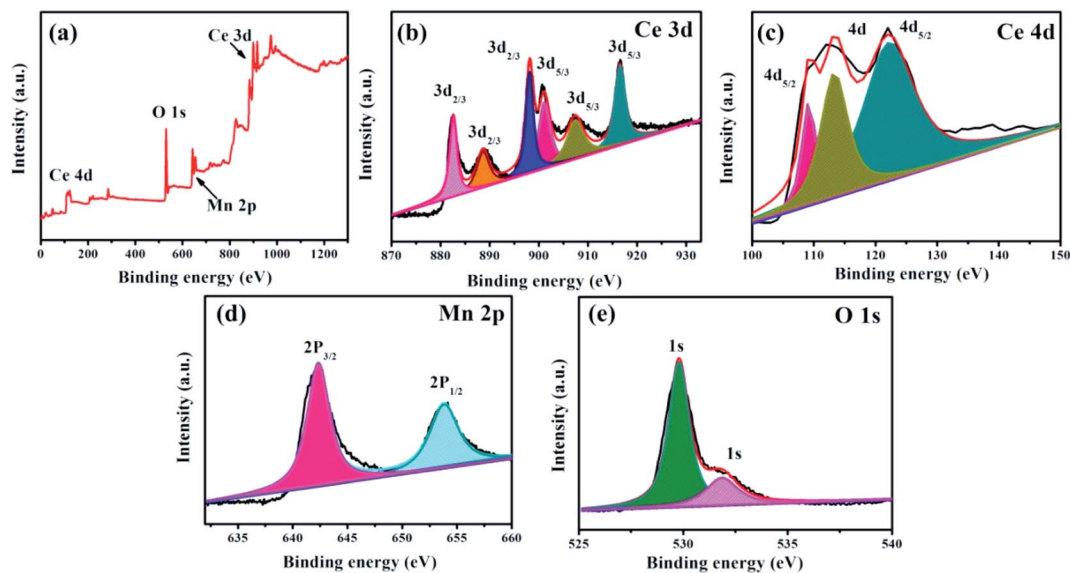 (a)
Ce 3d
O 1s
Ce 4d
Mn 2p
Intensity (a.u.)
0 200 400 600 800 1000 1200
Binding energy (eV)
(b)
Ce 3d
3d2/3
3d5/3
3d2/3
3d5/3
3d5/3
3d2/3
Intensity (a.u.)
870 880 890 900 910 920 930
Binding energy (eV)
(c)
Ce 4d
4d
4d5/2
4d5/2
Intensity (a.u.)
100 110 120 130 140 150
Binding energy (eV)
(d)
Mn 2p
2P3/2
2P1/2
Intensity (a.u.)
635 640 645 650 655 660
Binding energy (eV)
(e)
O 1s
1s
1s
Intensity (a.u.)
525 530 535 540
Binding energy (eV)